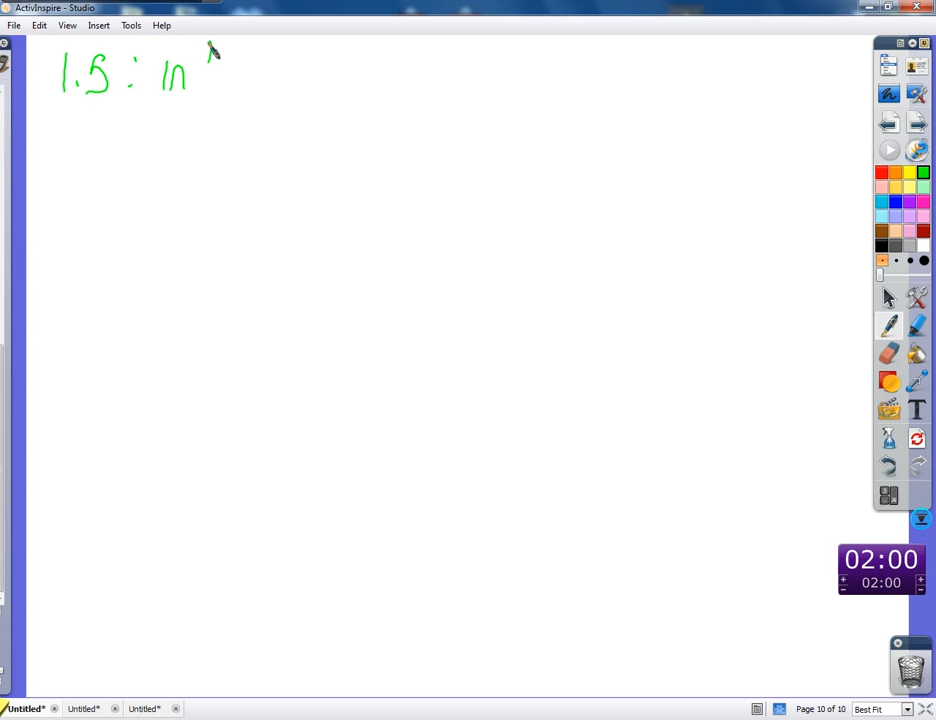 ActivInspire - Studio
File Edit View Insert Tools Help
1.5 : in
02:00
02:00
Untitled* Untitled* Untitled* Page 10 of 10 Best Fit